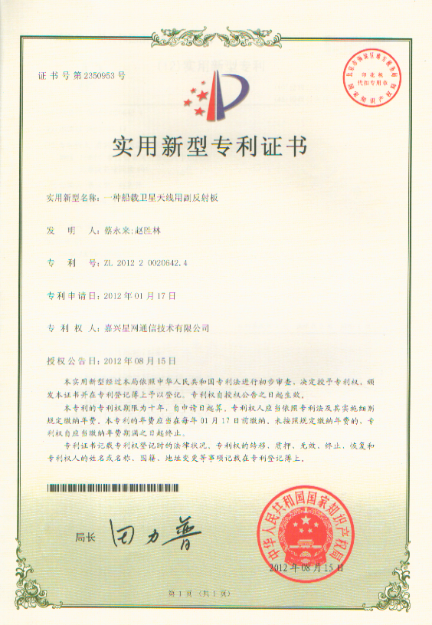 证书号第2350953号
实用新型专利证书
实用新型名称：一种船载卫星天线用副反射板
发 明 人：蔡永来;赵匠林
专 利 号：ZL 2012 2 0020642.4
专利申请日：2012年01月17日
专 利 权 人：嘉兴星网通信技术有限公司
授权公告日：2012年08月15日
本实用新型经过本局依照中华人民共和国专利法进行初步审查，决定授予专利权，颁
发本证书并在专利登记簿上予以登记。专利权自授权公告之日起生效。
本专利的专利权期限为十年，自申请日起算。专利权人应当依照专利法及其实施细则
规定缴纳年费。本专利的年费应当在每年01月17日前缴纳。未按照规定缴纳年费的，专
利权自应当缴纳年费期满之日起终止。
专利证书记载专利权登记时的法律状况。专利权的转移、质押、无效、终止、恢复和
专利权人的姓名或名称、国籍、地址变更等事项记载在专利登记簿上。
局长 田力普
中华人民共和国国家知识产权局
2012年08月15日
第1页（共1页）